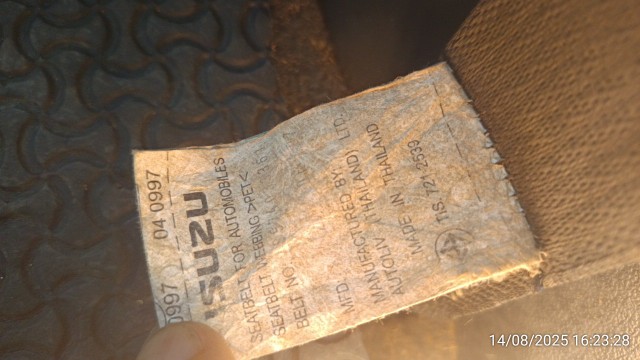 04 0997
0997
ISUZU
SEATBELT FOR AUTOMOBILES
SEATBELT WEBBING >PET<
BELT NO.
MFD.
MANUFACTURED BY
AUTOLIV (THAILAND) LTD.
MADE IN THAILAND
TIS 721-2539
14/08/2025 16:23:28